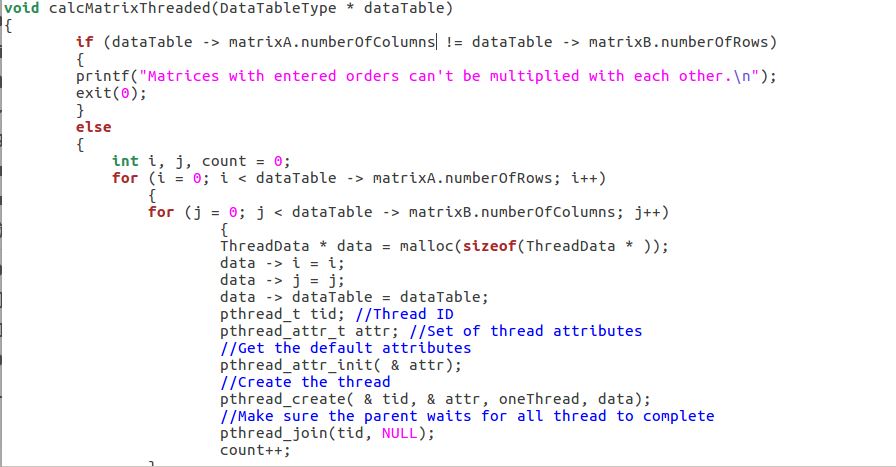 void calcMatrixThreaded(DataTableType * dataTable)
{
if (dataTable -> matrixA.numberOfColumns != dataTable -> matrixB.numberOfRows)
{
printf("Matrices with entered orders can't be multiplied with each other.\n");
exit(0);
}
else
{
int i, j, count = 0;
for (i = 0; i < dataTable -> matrixA.numberOfRows; i++)
{
for (j = 0; j < dataTable -> matrixB.numberOfColumns; j++)
{
ThreadData * data = malloc(sizeof(ThreadData * ));
data -> i = i;
data -> j = j;
data -> dataTable = dataTable;
pthread_t tid; //Thread ID
pthread_attr_t attr; //Set of thread attributes
//Get the default attributes
pthread_attr_init( & attr);
//Create the thread
pthread_create( & tid, & attr, oneThread, data);
//Make sure the parent waits for all thread to complete
pthread_join(tid, NULL);
count++;
}